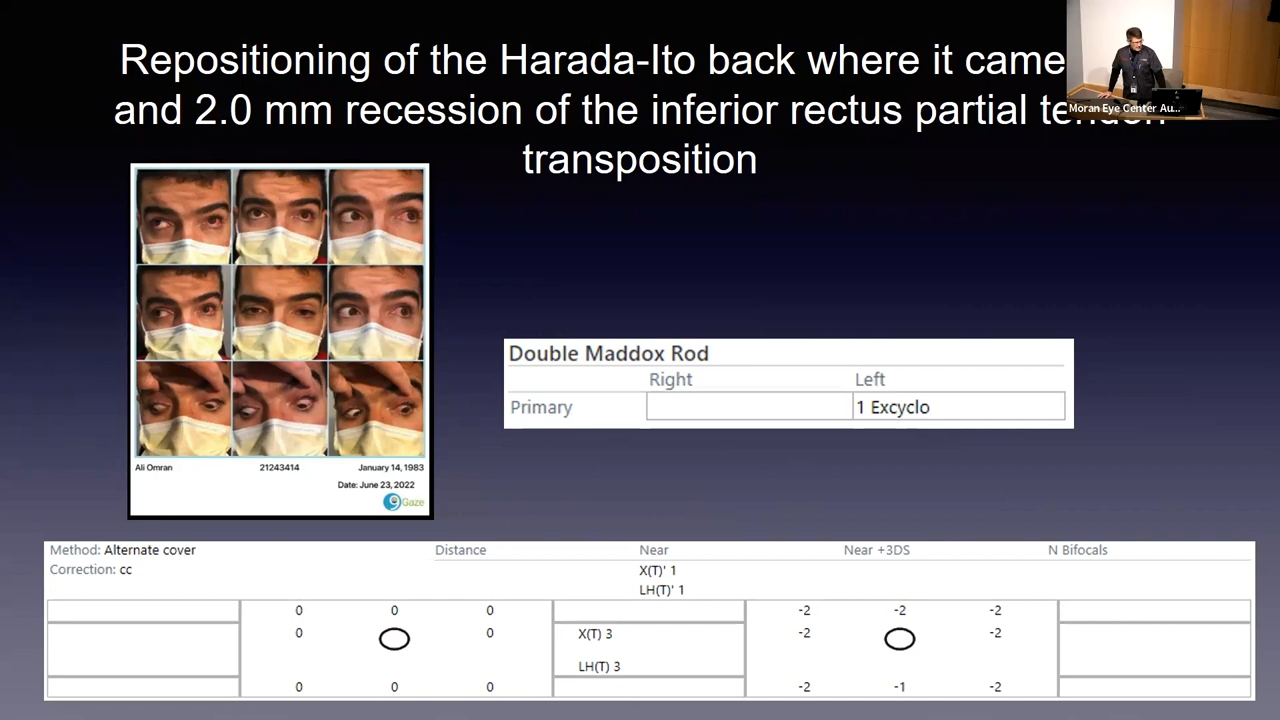 Repositioning of the Harada-Ito back where it came
and 2.0 mm recession of the inferior rectus partial
transposition
Moran Eye Center Au...
Ali Omran 21243414 January 14, 1983
Date: June 23, 2022
9Gaze
Double Maddox Rod
Right Left
Primary 1 Excyclo
Method: Alternate cover Distance Near Near +3DS N Bifocals
Correction: cc X(T)' 1
LH(T)' 1
0 0 0 -2 -2 -2
0 0 X(T) 3 -2 -2
LH(T) 3
0 0 0 -2 -1 -2